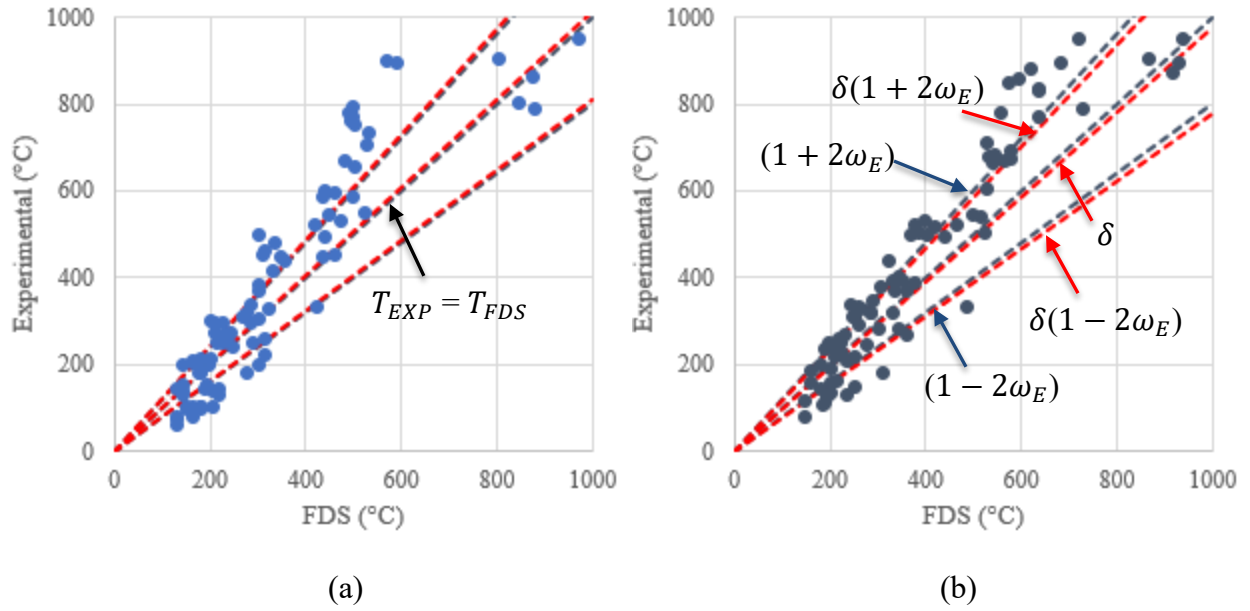 1000
800
600
400
200
0
Experimental (°C)
0 200 400 600 800 1000
FDS (°C)
T_EXP = T_FDS
(a)
1000
800
600
400
200
0
Experimental (°C)
0 200 400 600 800 1000
FDS (°C)
δ(1 + 2ω_E)
(1 + 2ω_E)
δ
δ(1 − 2ω_E)
(1 − 2ω_E)
(b)